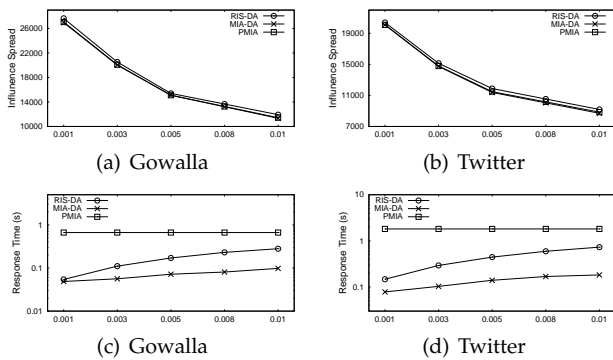 Influnence Spread
26000
22000
18000
14000
10000
RIS-DA
MIA-DA
PMIA
0.001 0.003 0.005 0.008 0.01
(a) Gowalla
Influnence Spread
19000
15000
11000
7000
RIS-DA
MIA-DA
PMIA
0.001 0.003 0.005 0.008 0.01
(b) Twitter
Response Time (s)
1
0.1
0.01
RIS-DA
MIA-DA
PMIA
0.001 0.003 0.005 0.008 0.01
(c) Gowalla
Response Time (s)
10
1
0.1
RIS-DA
MIA-DA
PMIA
0.001 0.003 0.005 0.008 0.01
(d) Twitter